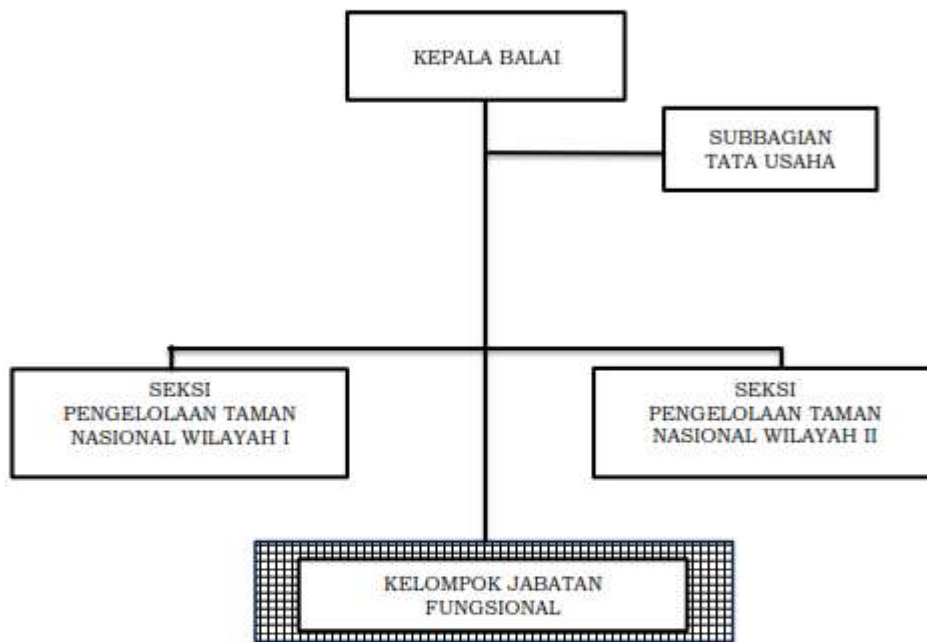 KEPALA BALAI
SUBBAGIAN
TATA USAHA
SEKSI
PENGELOLAAN TAMAN
NASIONAL WILAYAH I
SEKSI
PENGELOLAAN TAMAN
NASIONAL WILAYAH II
KELOMPOK JABATAN
FUNGSIONAL